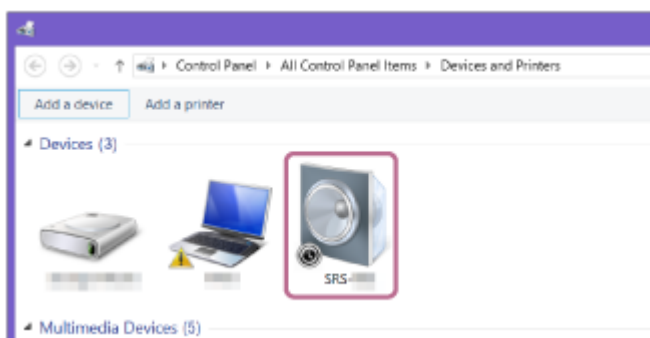 Control Panel ▸ All Control Panel Items ▸ Devices and Printers
Add a device Add a printer
Devices (3)
SRS-
Multimedia Devices (5)